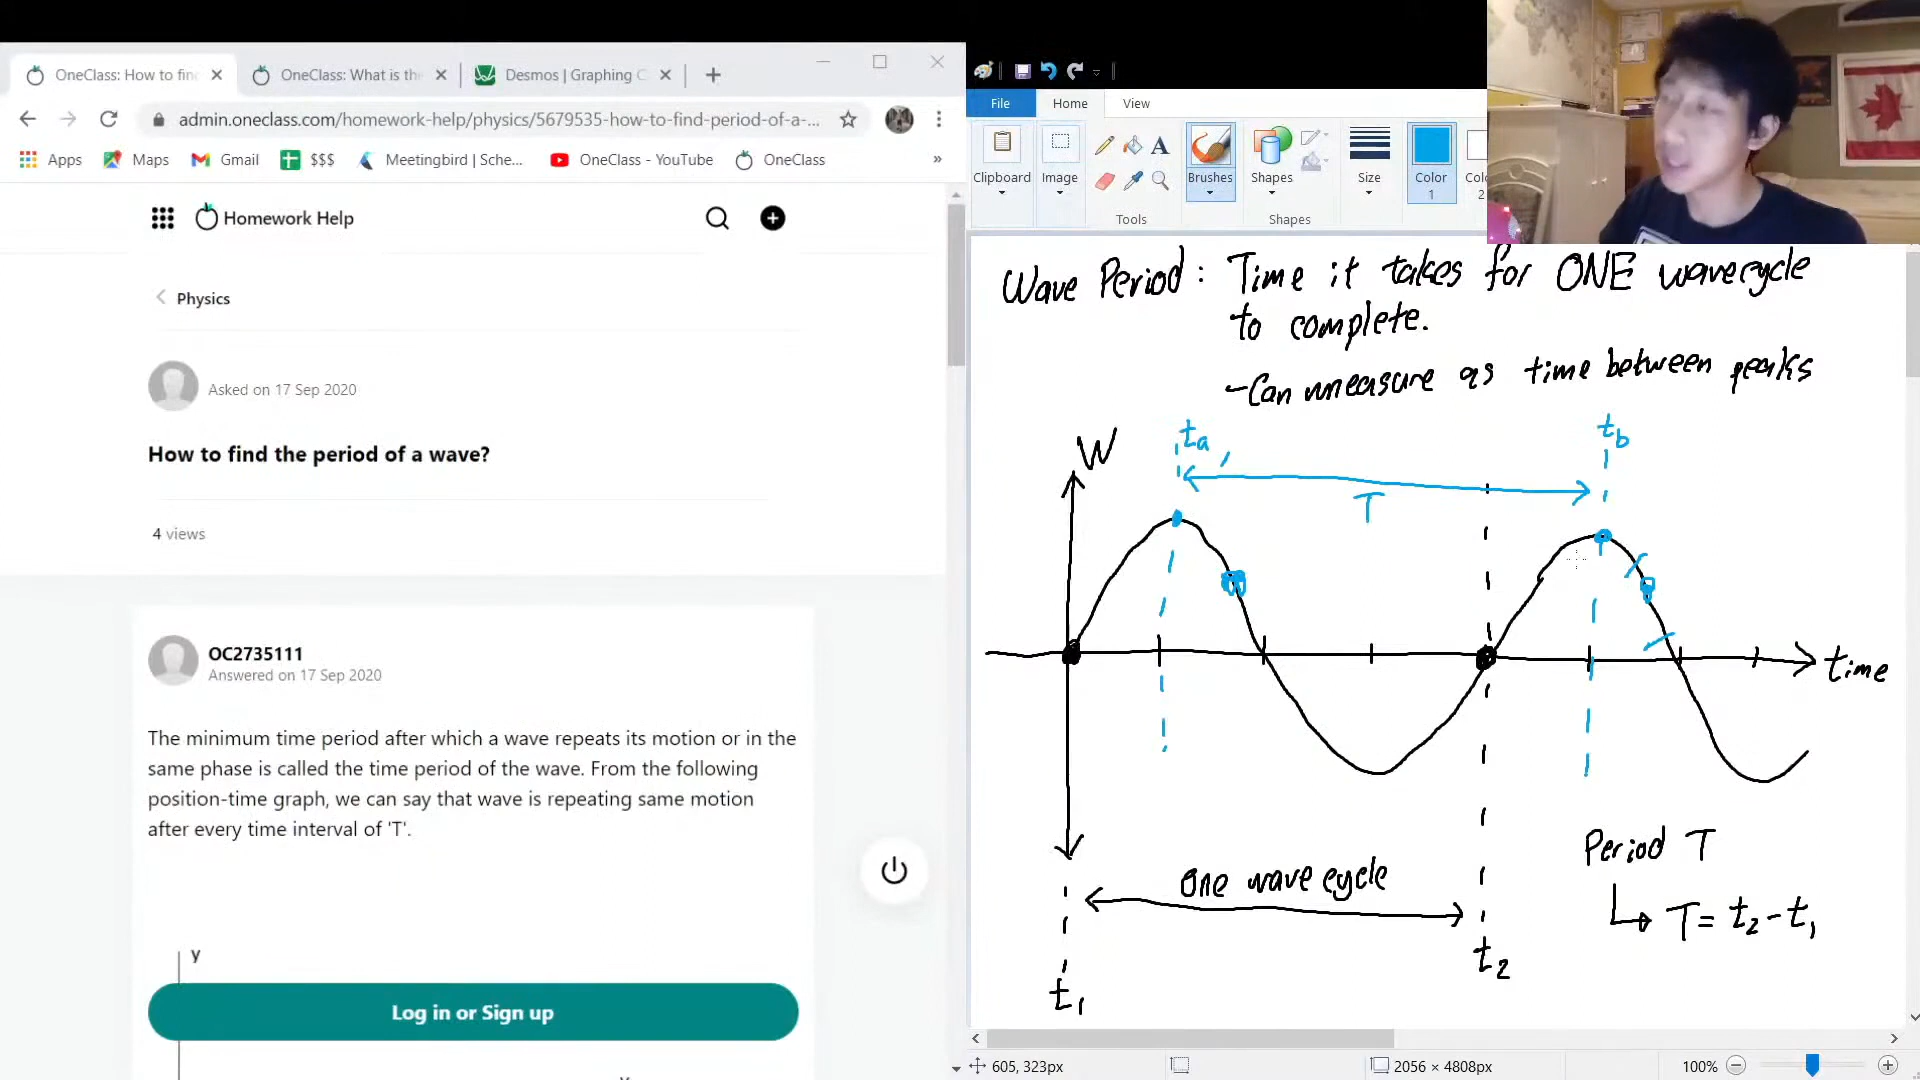 OneClass: How to fin
OneClass: What is the
Desmos | Graphing C
admin.oneclass.com/homework-help/physics/5679535-how-to-find-period-of-a-...
Apps
Maps
Gmail
$$$
Meetingbird | Sche...
OneClass - YouTube
OneClass
»
Homework Help
Physics
Asked on 17 Sep 2020
How to find the period of a wave?
4 views
OC2735111
Answered on 17 Sep 2020
The minimum time period after which a wave repeats its motion or in the
same phase is called the time period of the wave. From the following
position-time graph, we can say that wave is repeating same motion
after every time interval of 'T'.
y
Log in or Sign up
File
Home
View
Clipboard
Image
Tools
Brushes
Shapes
Shapes
Size
Color
1
2
Wave Period: Time it takes for ONE wavecycle
to complete.
- Can measure as time between peaks
W
ta
tb
T
time
one wave cycle
t1
t2
Period T
T = t2 - t1
605, 323px
2056 × 4808px
100%